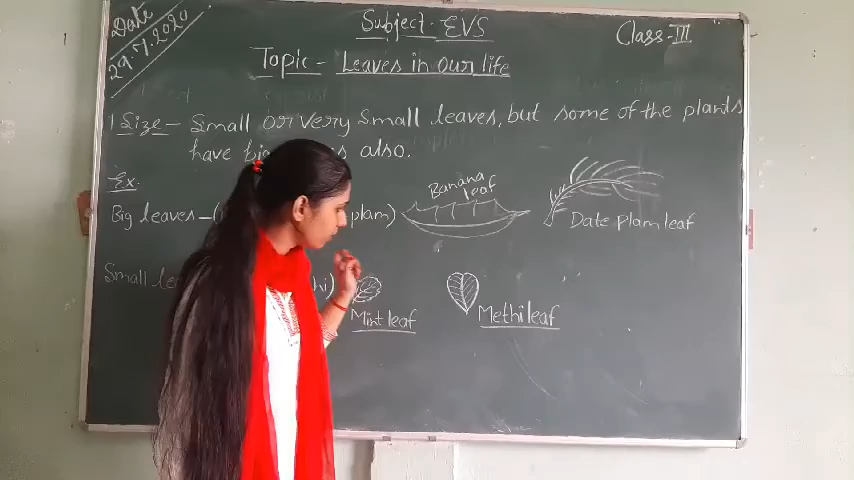 Date
29.7.2020
Subject - EVS
Class - III
Topic - Leaves in our life
1 Size - Small or very small leaves, but some of the plants
have also.
Ex.
Big leaves - ( plam)
Banana
leaf
Date plam leaf
Small
Mint leaf
Methi leaf